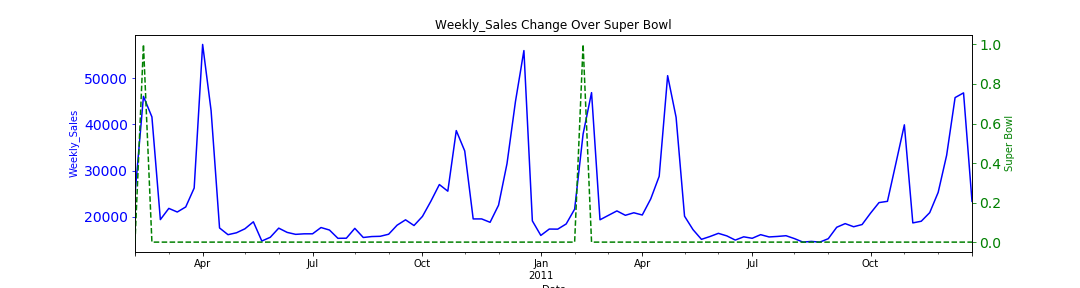 Weekly_Sales Change Over Super Bowl
50000
40000
30000
20000
Weekly_Sales
1.0
0.8
0.6
0.4
0.2
0.0
Super Bowl
Apr Jul Oct Jan Apr Jul Oct
2011
Date